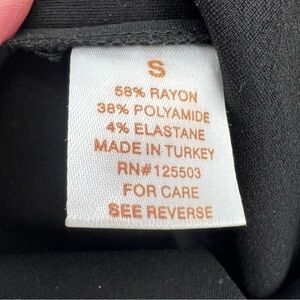 S
58% RAYON
38% POLYAMIDE
4% ELASTANE
MADE IN TURKEY
RN#125503
FOR CARE
SEE REVERSE